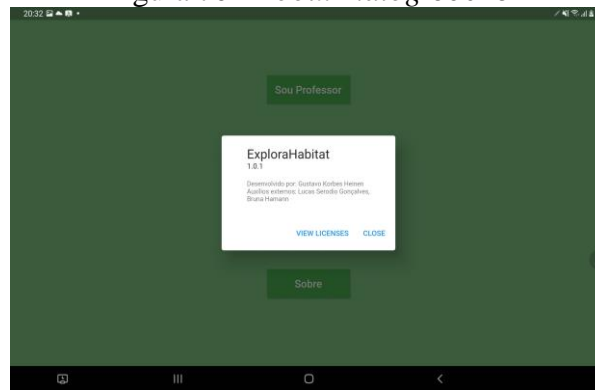 20:32
Sou Professor
ExploraHabitat
1.0.1
Desenvolvido por: Gustavo Korbes Heinen
Auxílios externos: Lucas Serodio Gonçalves,
Bruna Hamann
VIEW LICENSES CLOSE
Sobre